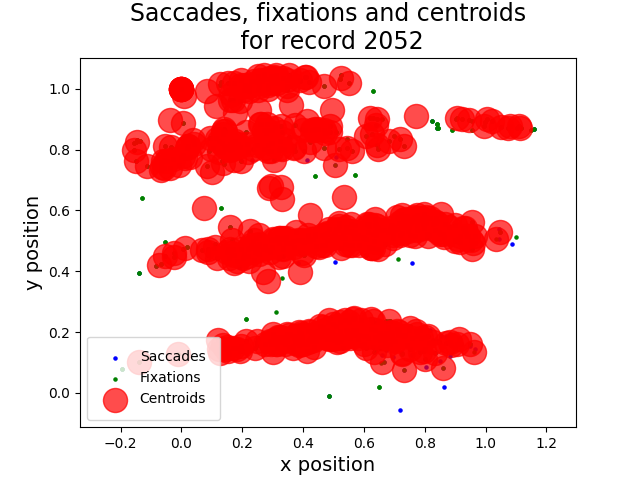 Saccades, fixations and centroids
for record 2052
1.0
0.8
0.6
0.4
0.2
0.0
y position
Saccades
Fixations
Centroids
−0.2
0.0
0.2
0.4
0.6
0.8
1.0
1.2
x position